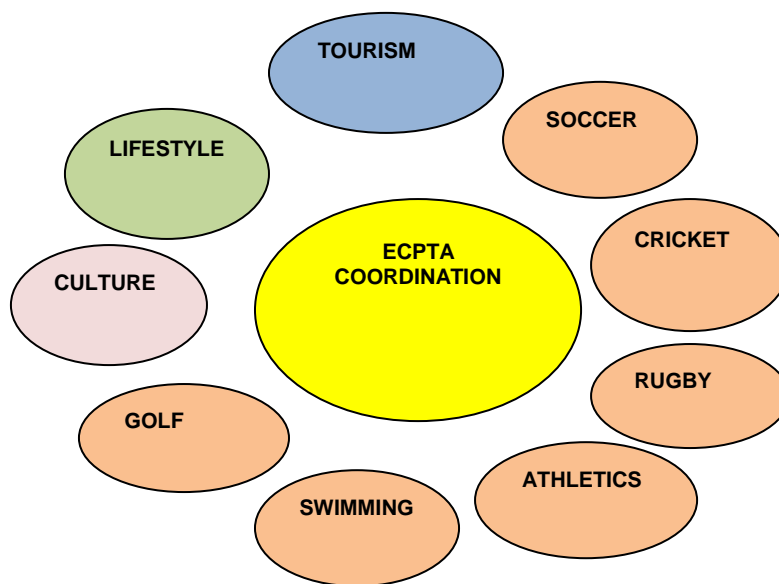 TOURISM
SOCCER
LIFESTYLE
CRICKET
ECPTA
COORDINATION
CULTURE
RUGBY
GOLF
ATHLETICS
SWIMMING